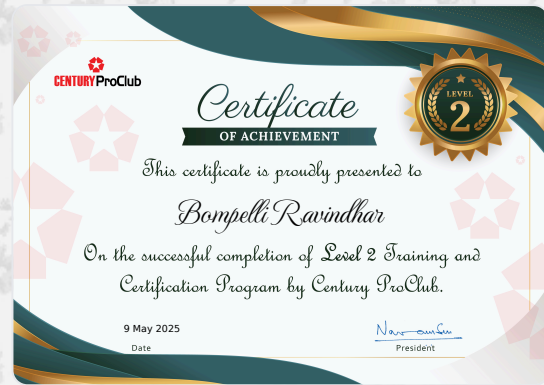 CENTURY ProClub
Certificate
OF ACHIEVEMENT
LEVEL
2
This certificate is proudly presented to
Bompelli Ravindhar
On the successful completion of Level 2 Training and
Certification Program by Century ProClub.
9 May 2025
Date
President